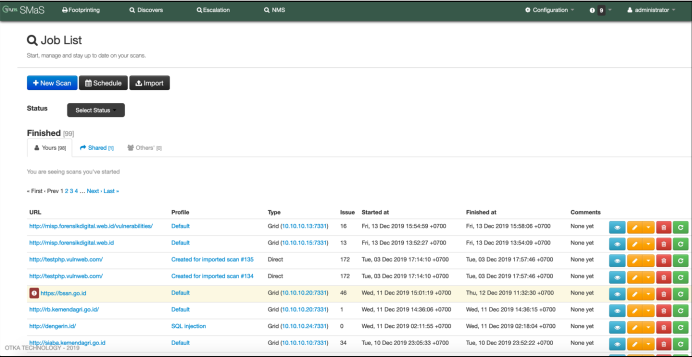 SMaS Footprinting Discovers Escalation NMS Configuration 9 administrator
Job List
Start, manage and stay up to date on your scans.
New Scan Schedule Import
Status Select Status
Finished [99]
Yours [98] Shared [1] Others' [0]
You are seeing scans you've started
« First ‹ Prev 1 2 3 4 … Next › Last »
URL Profile Type Issue Started at Finished at Comments
http://misp.forensikdigital.web.id/vulnerabilities/ Default Grid (10.10.10.13:7331) 16 Fri, 13 Dec 2019 15:54:59 +0700 Fri, 13 Dec 2019 15:58:06 +0700 None yet
http://misp.forensikdigital.web.id Default Grid (10.10.10.15:7331) 13 Fri, 13 Dec 2019 13:52:27 +0700 Fri, 13 Dec 2019 13:54:09 +0700 None yet
http://testphp.vulnweb.com/ Created for imported scan #135 Direct 172 Tue, 03 Dec 2019 17:14:10 +0700 Tue, 03 Dec 2019 17:57:46 +0700 None yet
http://testphp.vulnweb.com/ Created for imported scan #134 Direct 172 Tue, 03 Dec 2019 17:14:10 +0700 Tue, 03 Dec 2019 17:57:46 +0700 None yet
https://bssn.go.id Default Grid (10.10.10.20:7331) 46 Wed, 11 Dec 2019 15:01:19 +0700 Thu, 12 Dec 2019 11:32:30 +0700 None yet
http://rb.kemendagri.go.id/ Default Grid (10.10.10.20:7331) 1 Wed, 11 Dec 2019 14:36:06 +0700 Wed, 11 Dec 2019 14:36:15 +0700 None yet
http://dengerin.id/ SQL injection Grid (10.10.10.24:7331) 0 Wed, 11 Dec 2019 02:11:55 +0700 Wed, 11 Dec 2019 02:18:04 +0700 None yet
http://siaba.kemendagri.go.id Default Grid (10.10.10.20:7331) 34 Tue, 10 Dec 2019 23:05:33 +0700 Tue, 10 Dec 2019 23:52:22 +0700 None yet
OTKA TECHNOLOGY - 2019